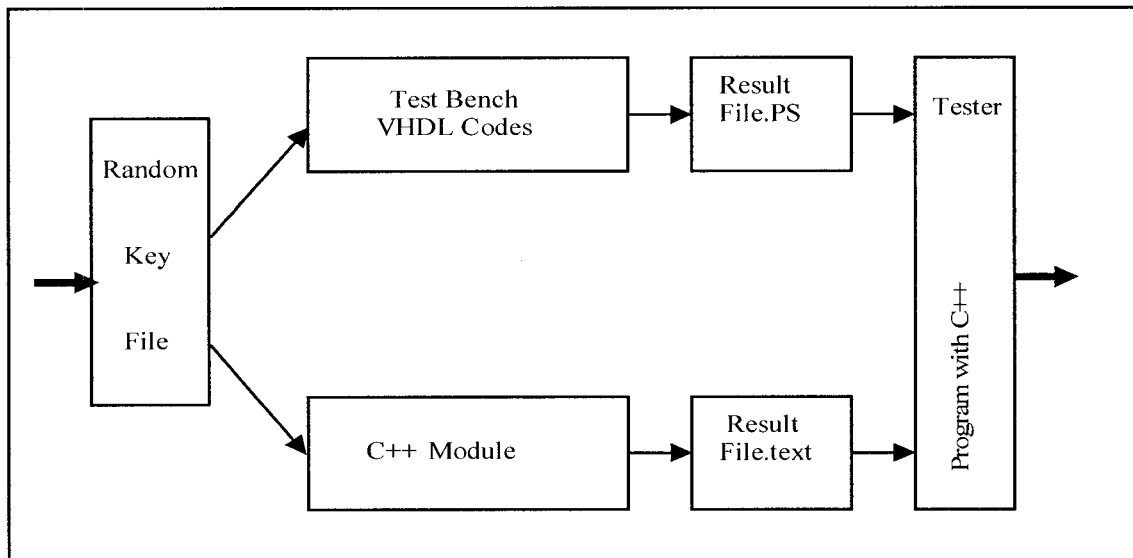 Random
Key
File
Test Bench
VHDL Codes
Result
File.PS
C++ Module
Result
File.text
Tester
Program with C++